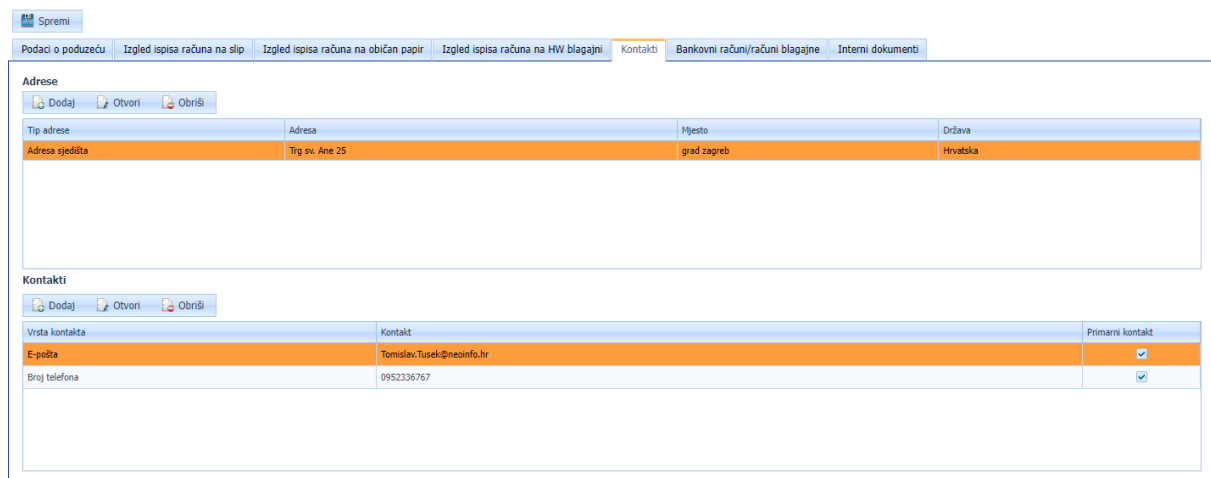 Spremi
Podaci o poduzeću Izgled ispisa računa na slip Izgled ispisa računa na običan papir Izgled ispisa računa na HW blagajni Kontakti Bankovni računi/računi blagajne Interni dokumenti
Adrese
Dodaj Otvori Obriši
Tip adrese Adresa Mjesto Država
Adresa sjedišta Trg sv. Ane 25 grad zagreb Hrvatska
Kontakti
Dodaj Otvori Obriši
Vrsta kontakta Kontakt Primarni kontakt
E-pošta Tomislav.Tusek@neoinfo.hr
Broj telefona 0952336767